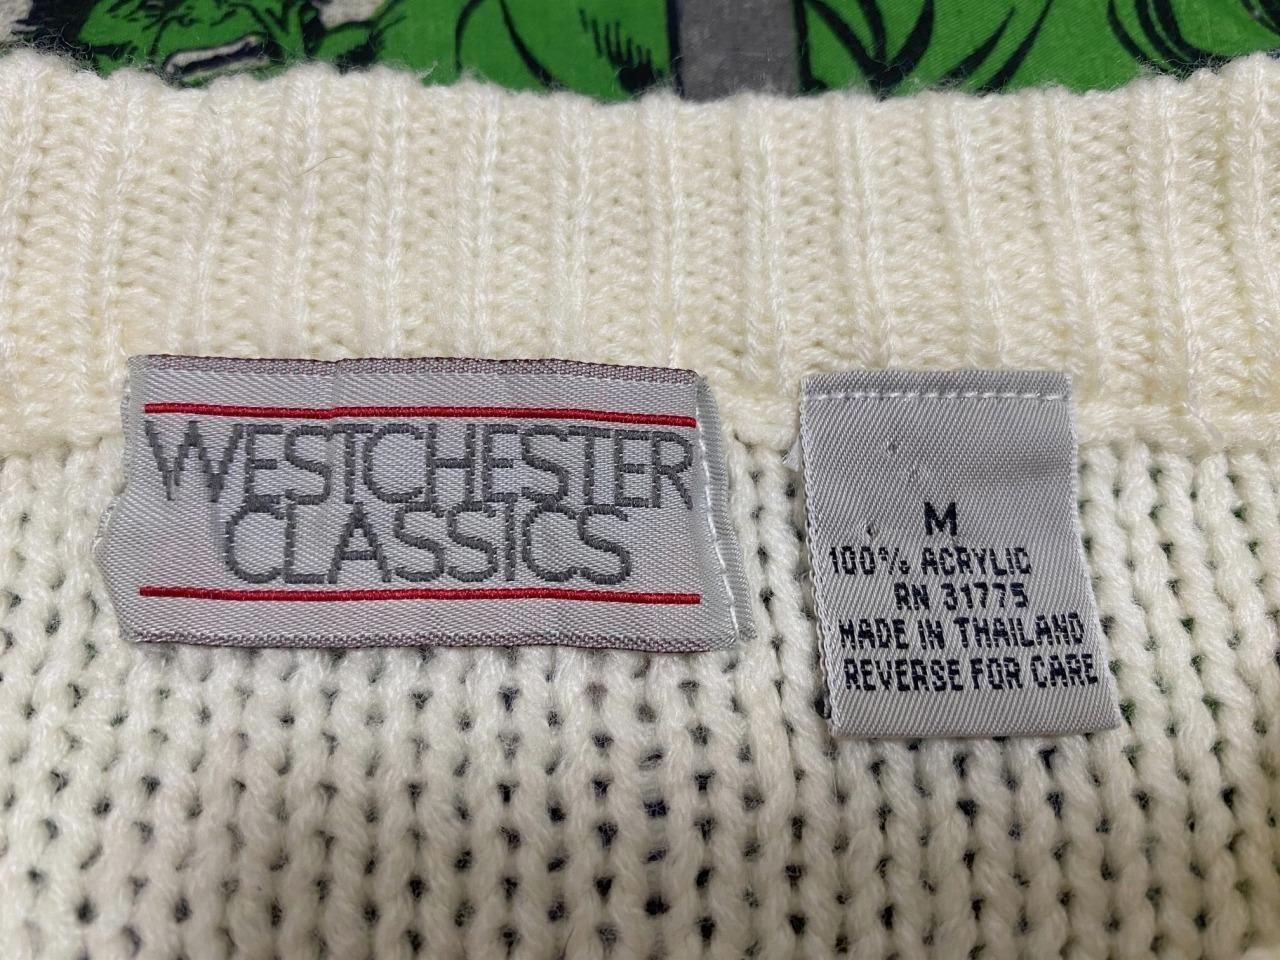 WESTCHESTER
CLASSICS
M
100% ACRYLIC
RN 31775
MADE IN THAILAND
REVERSE FOR CARE